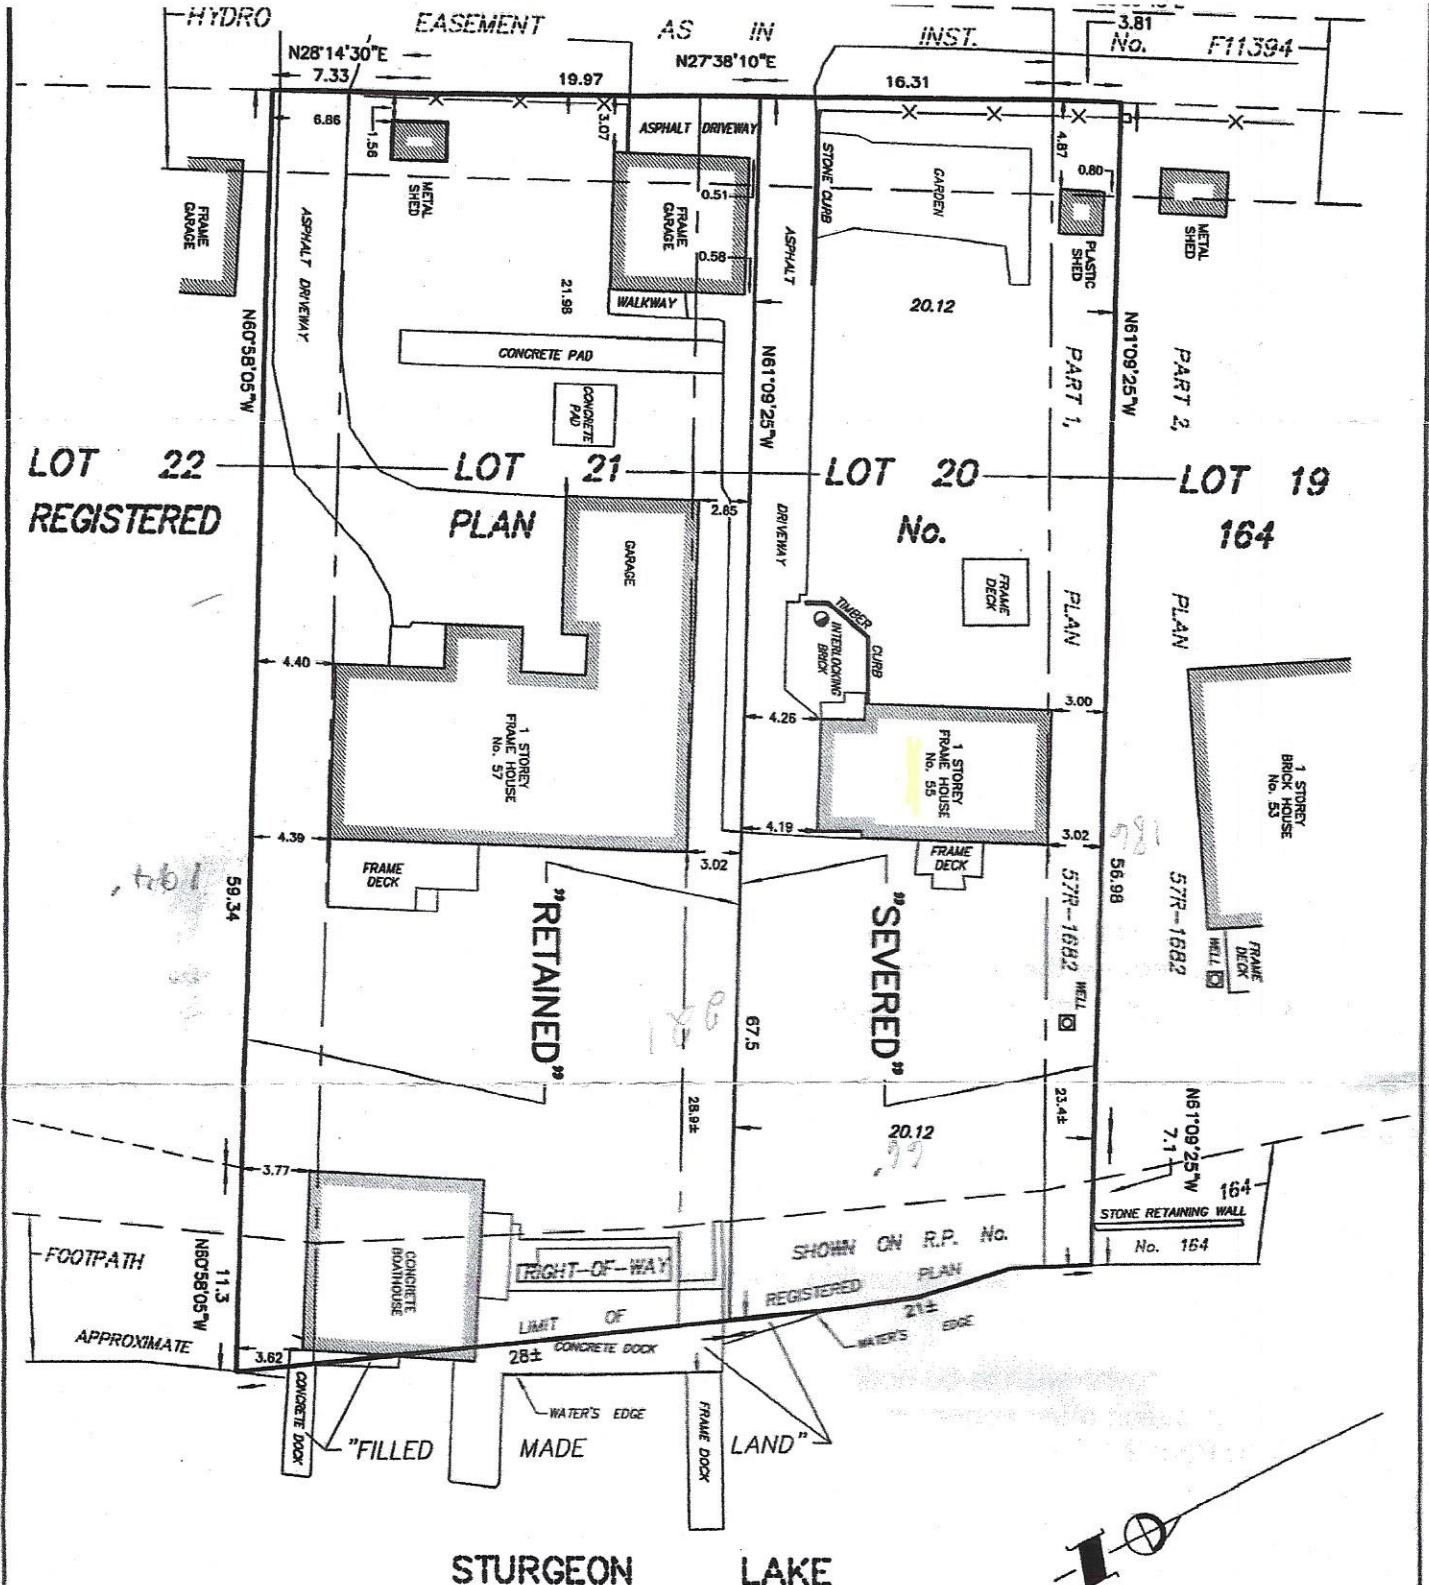 HYDRO EASEMENT AS IN INST. No. F11394
3.81
N28°14'30"E
N27°38'10"E
7.33
19.97
16.31
6.86
1.56
3.07
ASPHALT DRIVEWAY
4.87
0.80
METAL SHED
FRAME GARAGE
ASPHALT DRIVEWAY
FRAME GARAGE
0.51
0.58
STONE CURB
GARDEN
PLASTIC SHED
METAL SHED
ASPHALT
WALKWAY
21.98
20.12
N60°58'05"W
CONCRETE PAD
CONCRETE PAD
N61°09'25"W
PART 1,
N61°09'25"W
PART 2,
LOT 22
LOT 21
LOT 20
LOT 19
REGISTERED PLAN No. 164
2.85
DRIVEWAY
GARAGE
FRAME DECK
PLAN
PLAN
TIMBER CURB
INTERLOCKING BRICK
4.40
4.26
3.00
1 STOREY
FRAME HOUSE
No. 57
1 STOREY
FRAME HOUSE
No. 55
1 STOREY
BRICK HOUSE
No. 53
4.39
3.02
4.19
3.02
FRAME DECK
FRAME DECK
FRAME DECK
WELL
59.34
56.98
57R-1682
57R-1682
WELL
"RETAINED"
"SEVERED"
67.5
28.9±
23.4±
20.12
N61°09'25"W
7.1
3.77
164
STONE RETAINING WALL
No. 164
FOOTPATH
N60°58'05"W
11.3
CONCRETE BOATHOUSE
RIGHT-OF-WAY
SHOWN ON R.P. No.
APPROXIMATE
LIMIT OF
REGISTERED PLAN
3.62
28±
CONCRETE DOCK
21±
WATER'S EDGE
CONCRETE DOCK
WATER'S EDGE
FRAME DOCK
"FILLED MADE LAND"
STURGEON LAKE